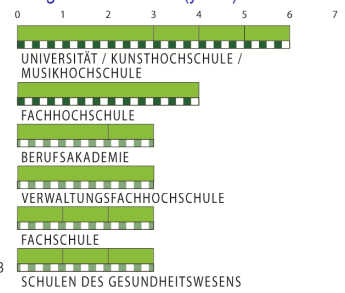 0 1 2 3 4 5 6 7
UNIVERSITÄT / KUNSTHOCHSCHULE /
MUSIKHOCHSCHULE
FACHHOCHSCHULE
BERUFSAKADEMIE
VERWALTUNGSFACHHOCHSCHULE
FACHSCHULE
SCHULEN DES GESUNDHEITSWESENS